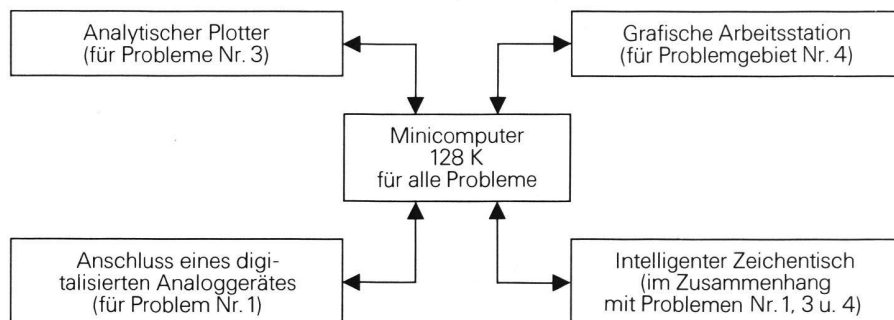 Analytischer Plotter
(für Probleme Nr. 3)
Grafische Arbeitsstation
(für Problemgebiet Nr. 4)
Minicomputer
128 K
für alle Probleme
Anschluss eines digi-
talisierten Analoggerätes
(für Problem Nr. 1)
Intelligenter Zeichentisch
(im Zusammenhang
mit Problemen Nr. 1, 3 u. 4)